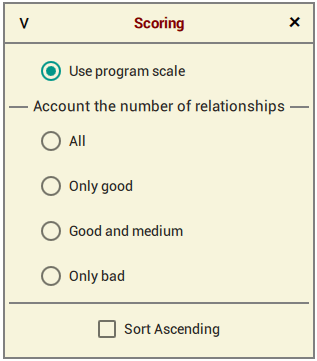 V Scoring ×
Use program scale
Account the number of relationships
All
Only good
Good and medium
Only bad
Sort Ascending